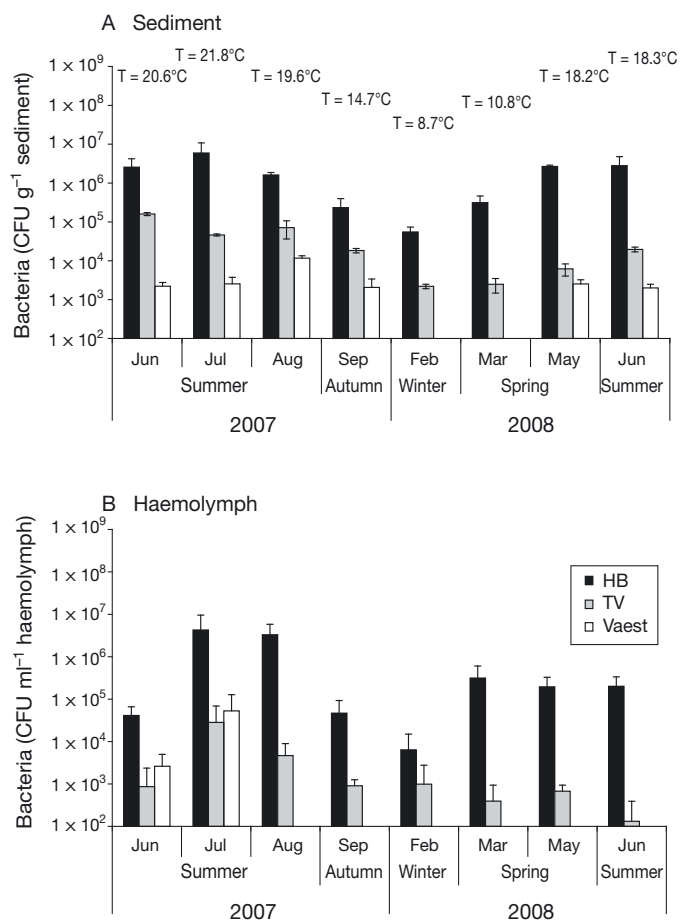 A Sediment
T = 21.8°C
T = 18.3°C
T = 20.6°C
T = 19.6°C
T = 18.2°C
T = 14.7°C
T = 10.8°C
T = 8.7°C
Bacteria (CFU g⁻¹ sediment)
1 × 10⁹
1 × 10⁸
1 × 10⁷
1 × 10⁶
1 × 10⁵
1 × 10⁴
1 × 10³
1 × 10²
Jun Jul Aug Sep Feb Mar May Jun
Summer Autumn Winter Spring Summer
2007 2008
B Haemolymph
Bacteria (CFU ml⁻¹ haemolymph)
1 × 10⁹
1 × 10⁸
1 × 10⁷
1 × 10⁶
1 × 10⁵
1 × 10⁴
1 × 10³
1 × 10²
HB
TV
Vaest
Jun Jul Aug Sep Feb Mar May Jun
Summer Autumn Winter Spring Summer
2007 2008